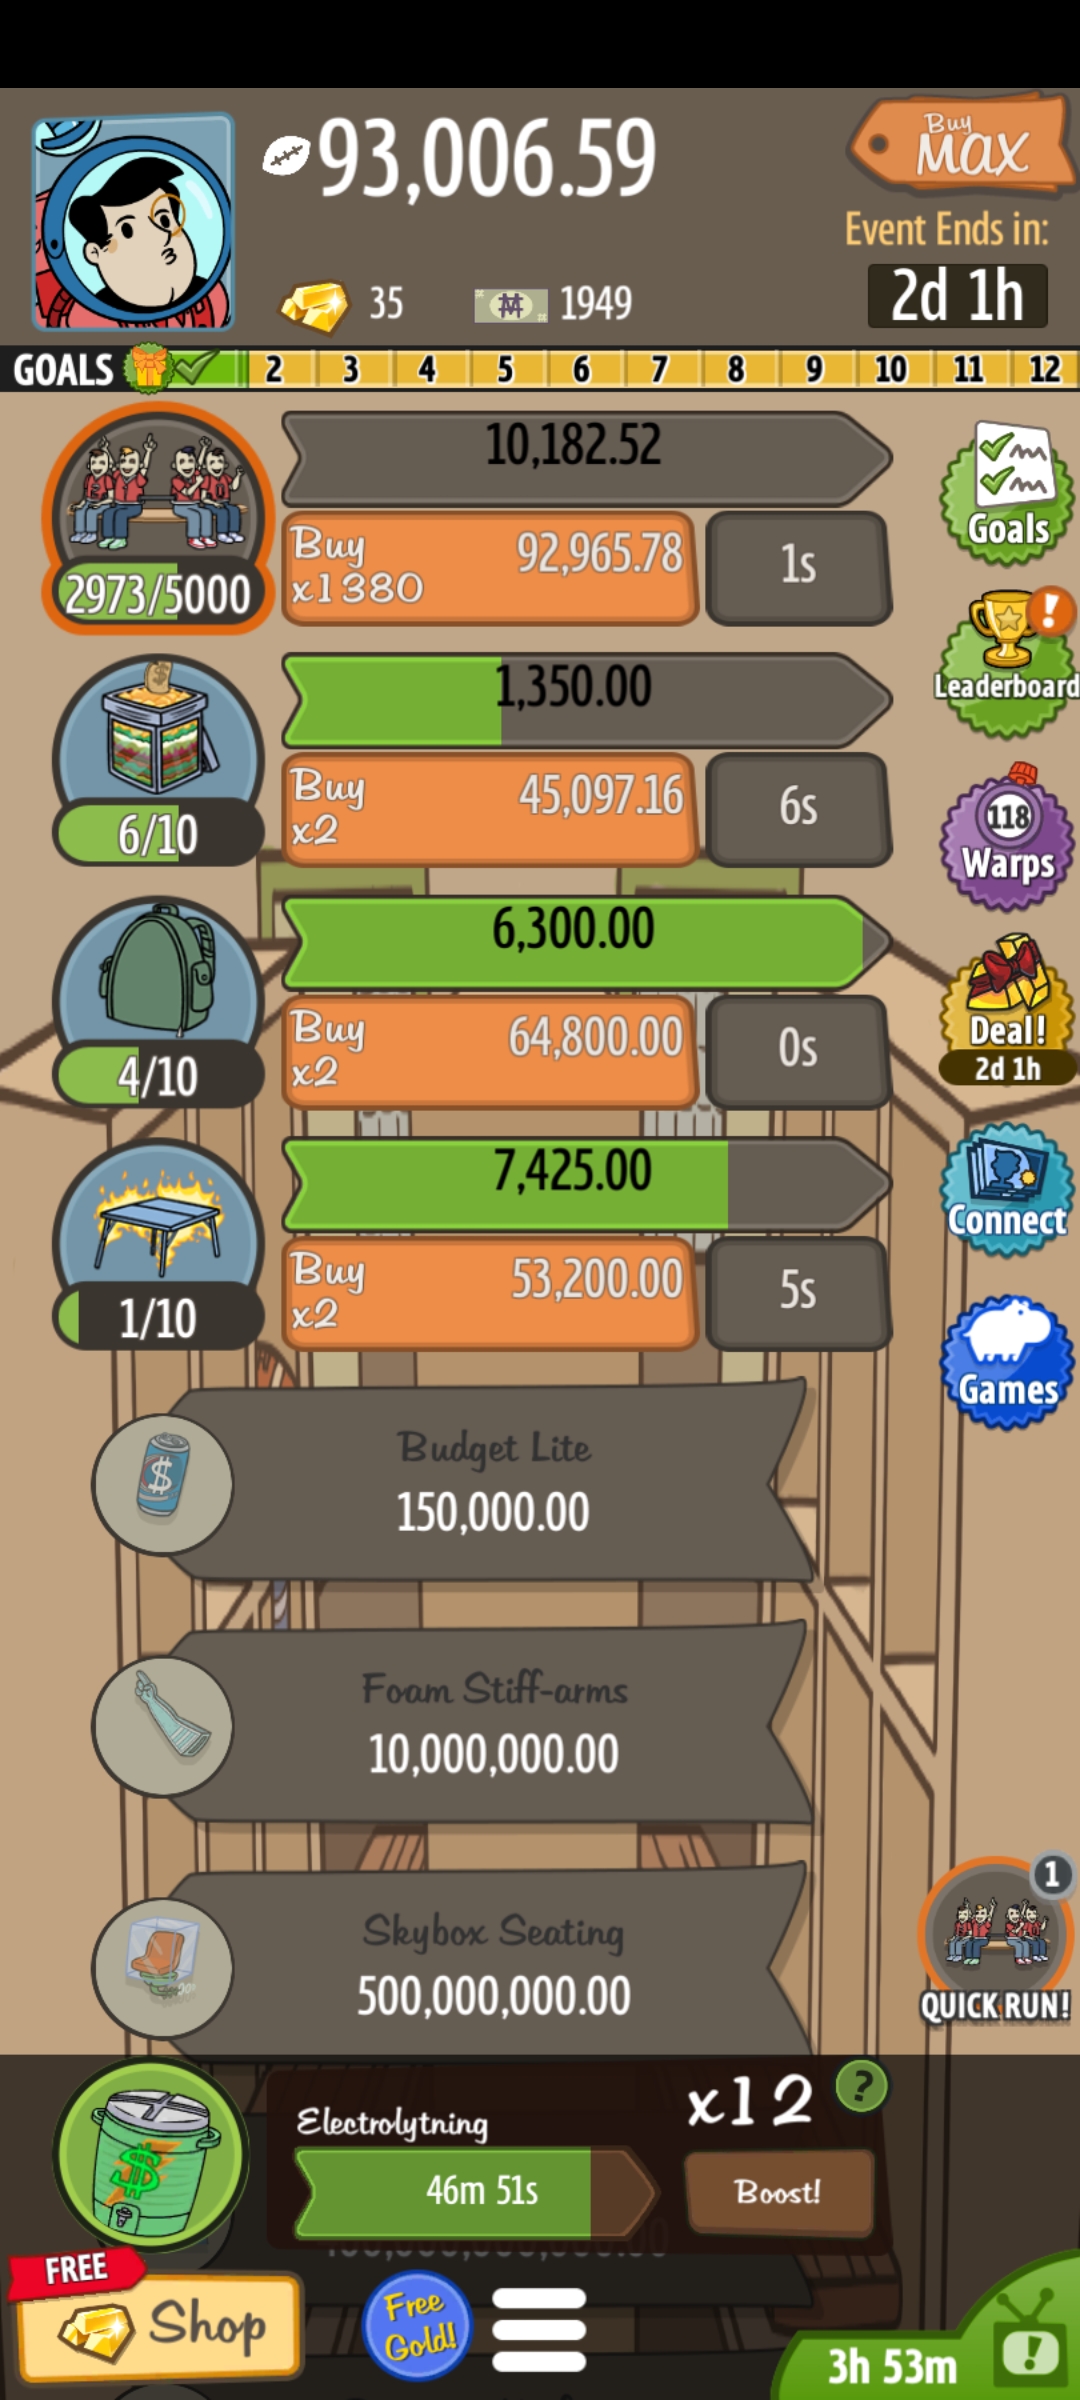 93,006.59
Buy
MAX
35
1949
Event Ends in:
2d 1h
GOALS 2 3 4 5 6 7 8 9 10 11 12
10,182.52
Buy
x1380
92,965.78
1s
2973/5000
Goals
1,350.00
Buy
x2
45,097.16
6s
6/10
!
Leaderboard
118
Warps
6,300.00
Buy
x2
64,800.00
0s
4/10
Deal!
2d 1h
7,425.00
Buy
x2
53,200.00
5s
1/10
Connect
Games
$
Budget Lite
150,000.00
Foam Stiff-arms
10,000,000.00
Skybox Seating
500,000,000.00
1
QUICK RUN!
$
Electrolytning
46m 51s
x12
?
Boost!
FREE
Shop
Free
Gold!
3h 53m
!